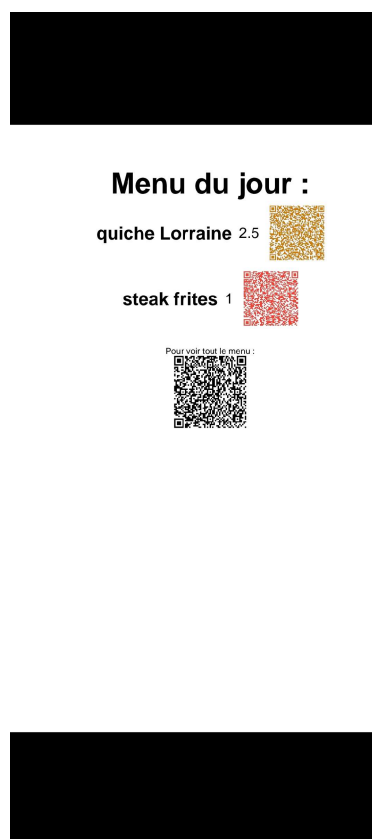 Menu du jour :
quiche Lorraine 2.5
steak frites 1
Pour voir tout le menu :